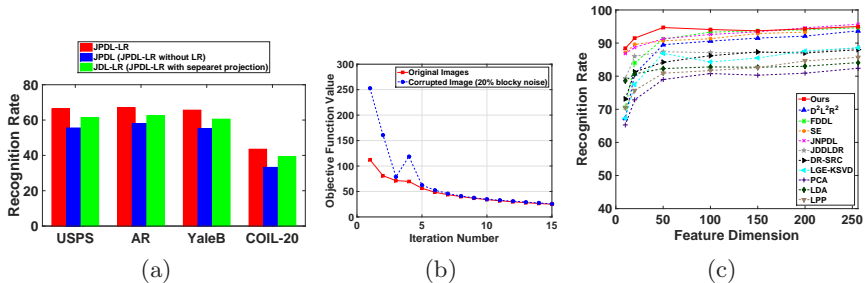 JPDL-LR
JPDL (JPDL-LR without LR)
JDL-LR (JPDL-LR with sepearet projection)
Recognition Rate
80
60
40
20
0
USPS AR YaleB COIL-20
(a)
Objective Function Value
300
250
200
150
100
50
0
Original Images
Corrupted Image (20% blocky noise)
1 5 10 15
Iteration Number
(b)
Recognition Rate
100
90
80
70
60
50
40
Ours
D²L²R²
FDDL
SE
JNPDL
JDDLDR
DR-SRC
LGE-KSVD
PCA
LDA
LPP
0 50 100 150 200 250
Feature Dimension
(c)